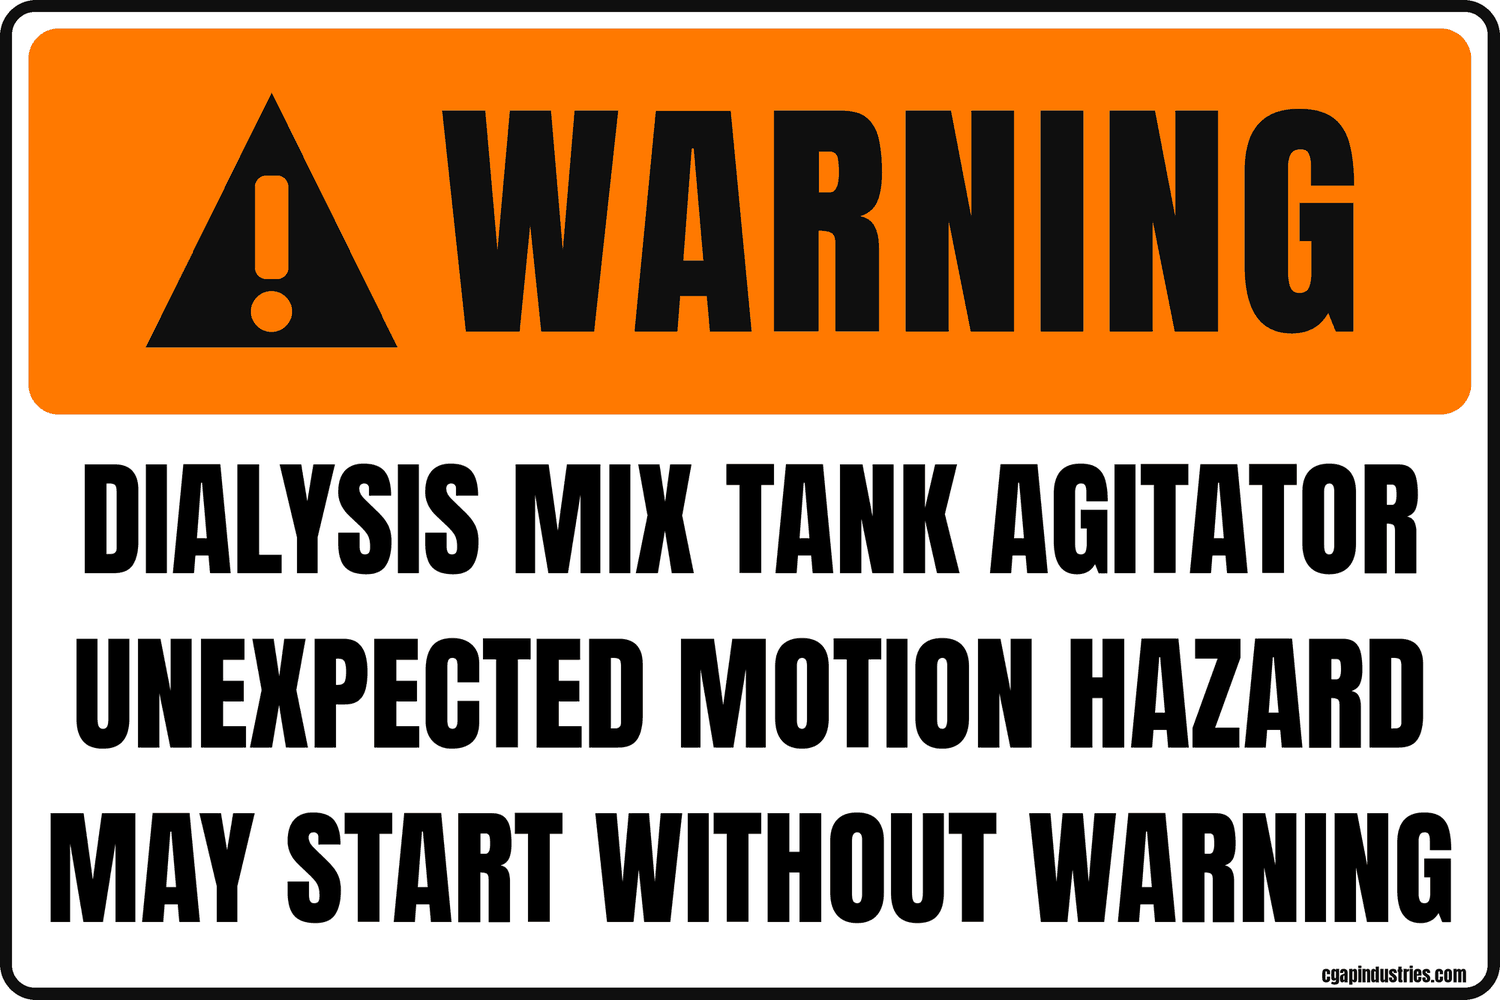 WARNING
DIALYSIS MIX TANK AGITATOR
UNEXPECTED MOTION HAZARD
MAY START WITHOUT WARNING
cgapindustries.com